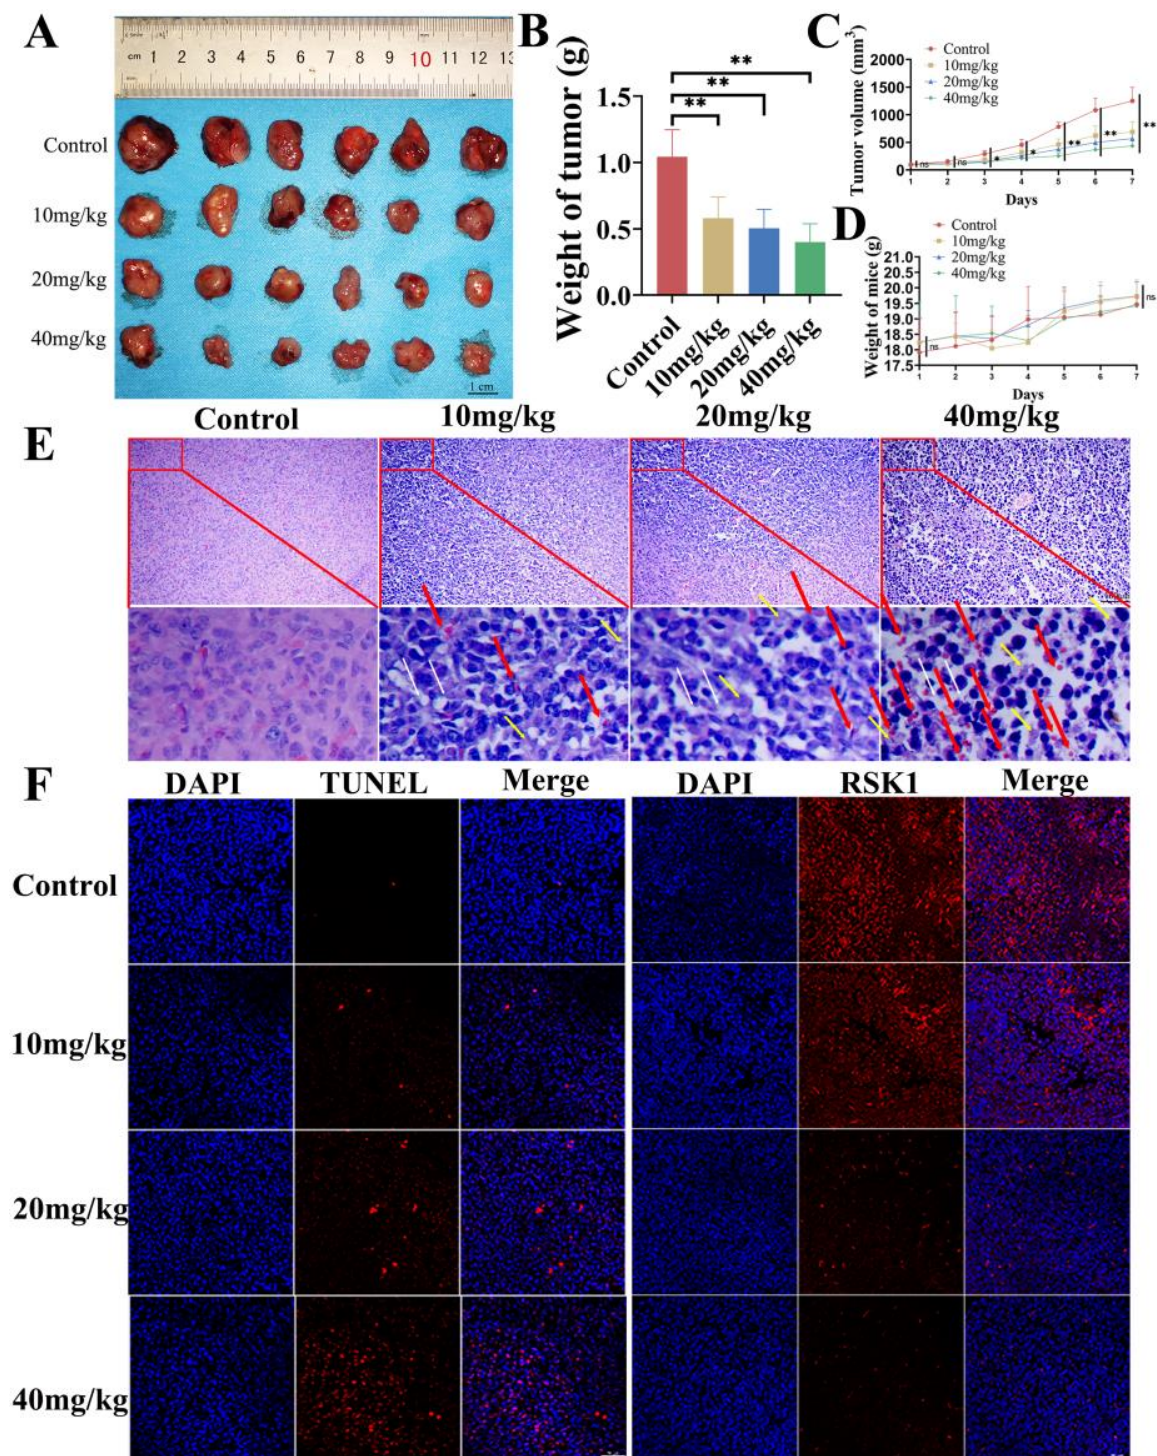 A
cm 1 2 3 4 5 6 7 8 9 10 11 12 13
Control
10mg/kg
20mg/kg
40mg/kg
1 cm
B
Weight of tumor (g)
1.5
1.0
0.5
0.0
**
**
**
Control
10mg/kg
20mg/kg
40mg/kg
C
Control
10mg/kg
20mg/kg
40mg/kg
Tumor volume (mm³)
2000
1500
1000
500
0
ns
ns
*
*
**
**
**
1 2 3 4 5 6 7
Days
D
Control
10mg/kg
20mg/kg
40mg/kg
Weight of mice (g)
21.0
20.5
20.0
19.5
19.0
18.5
18.0
17.5
ns
ns
1 2 3 4 5 6 7
Days
E
Control 10mg/kg 20mg/kg 40mg/kg
F
DAPI TUNEL Merge DAPI RSK1 Merge
Control
10mg/kg
20mg/kg
40mg/kg